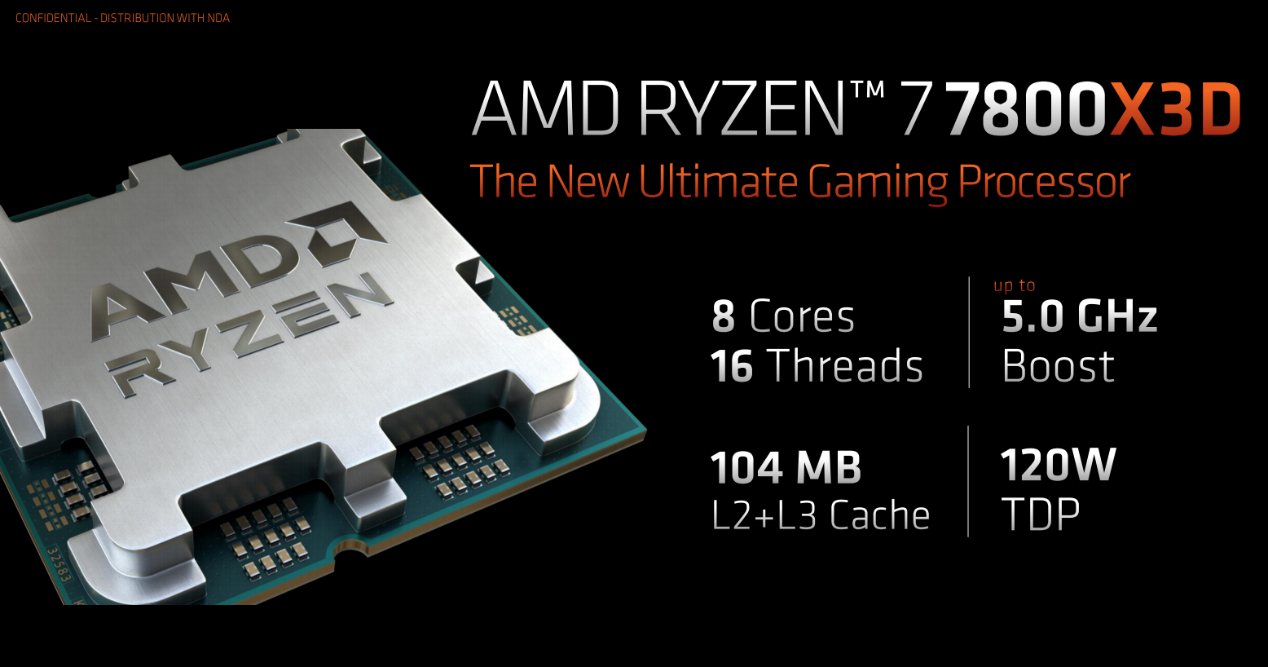 CONFIDENTIAL - DISTRIBUTION WITH NDA
AMD RYZEN™ 7 7800X3D
The New Ultimate Gaming Processor
AMD
RYZEN
8 Cores
16 Threads
up to
5.0 GHz
Boost
104 MB
L2+L3 Cache
120W
TDP
32583